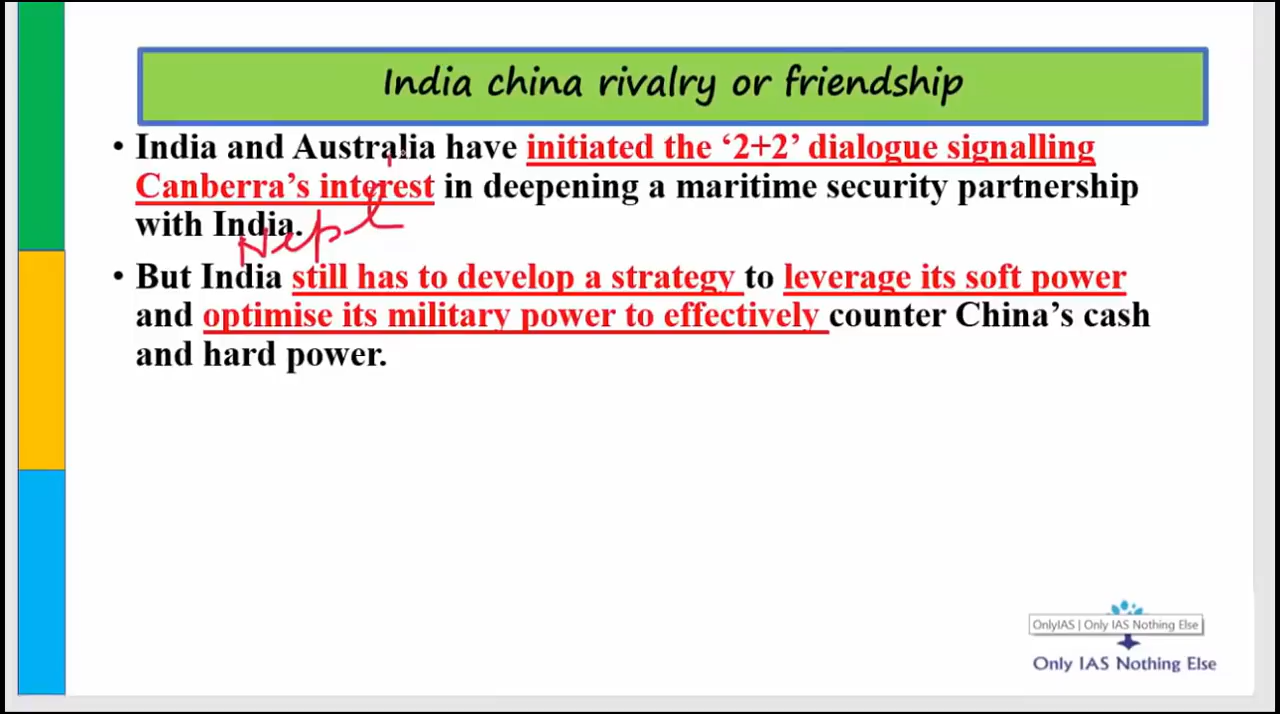 India china rivalry or friendship
• India and Australia have initiated the ‘2+2’ dialogue signalling
Canberra’s interest in deepening a maritime security partnership
with India.
• But India still has to develop a strategy to leverage its soft power
and optimise its military power to effectively counter China’s cash
and hard power.
OnlyIAS | Only IAS Nothing Else
Only IAS Nothing Else